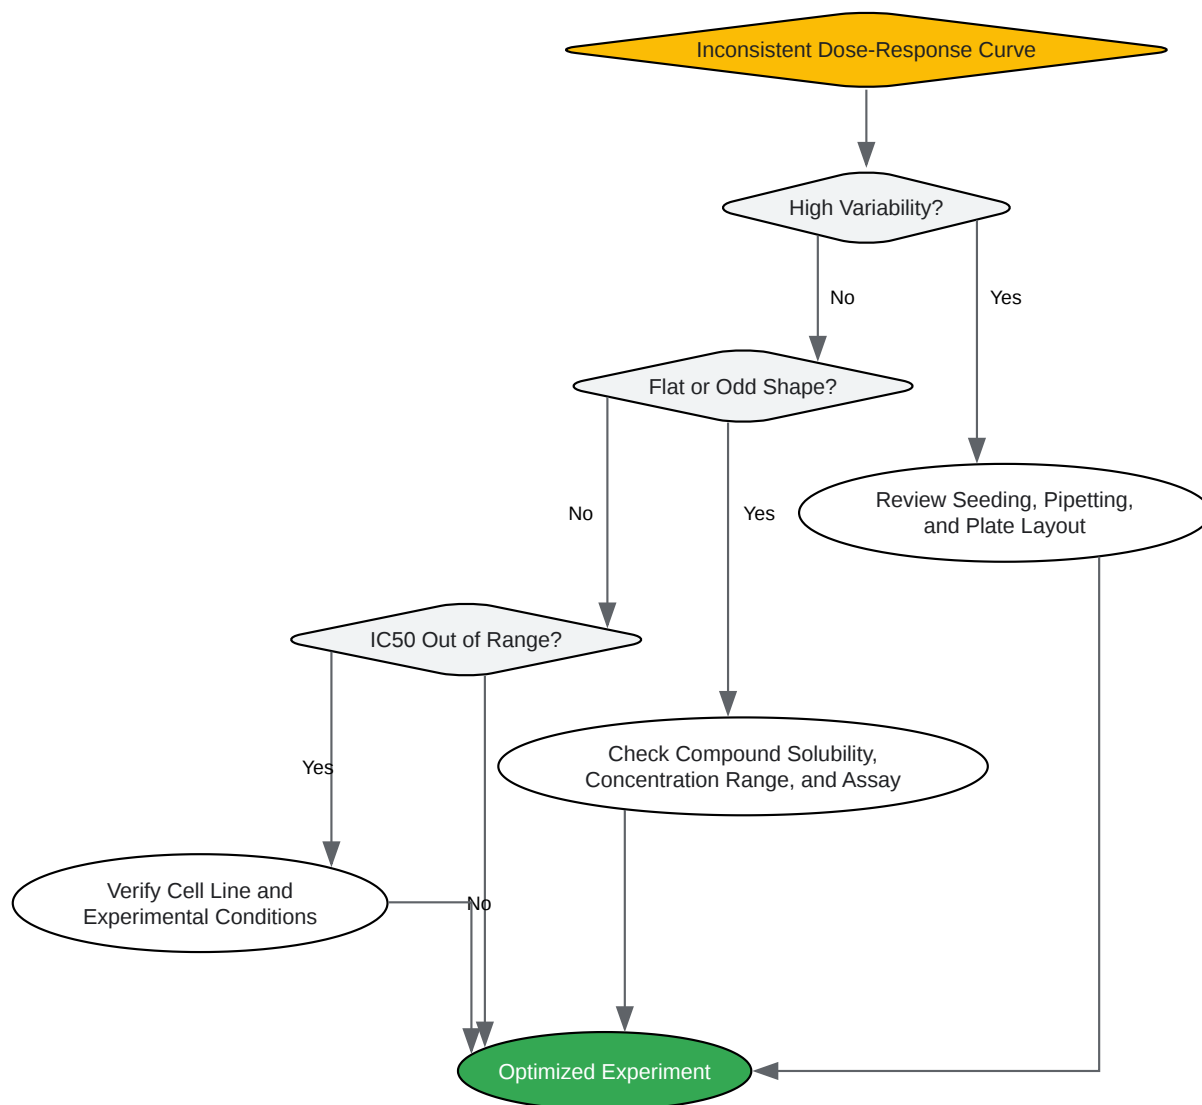 Inconsistent Dose-Response Curve
High Variability?
No
Yes
Flat or Odd Shape?
No
Yes
Review Seeding, Pipetting,
and Plate Layout
IC50 Out of Range?
Yes
Check Compound Solubility,
Concentration Range, and Assay
Verify Cell Line and
Experimental Conditions
No
Optimized Experiment